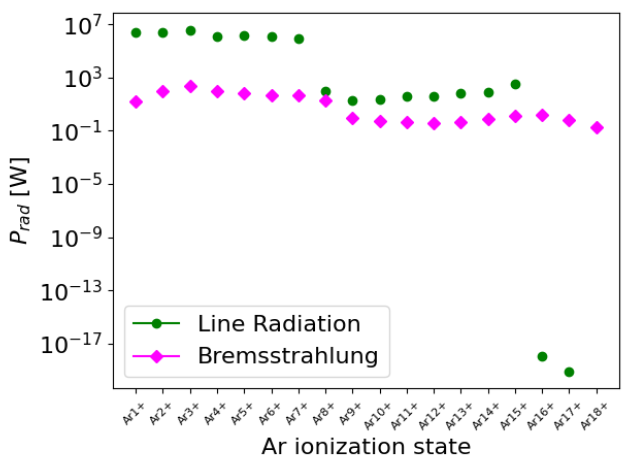 10^7
10^3
10^−1
10^−5
10^−9
10^−13
10^−17
P_rad [W]
Line Radiation
Bremsstrahlung
Ar1+ Ar2+ Ar3+ Ar4+ Ar5+ Ar6+ Ar7+ Ar8+ Ar9+ Ar10+ Ar11+ Ar12+ Ar13+ Ar14+ Ar15+ Ar16+ Ar17+ Ar18+
Ar ionization state